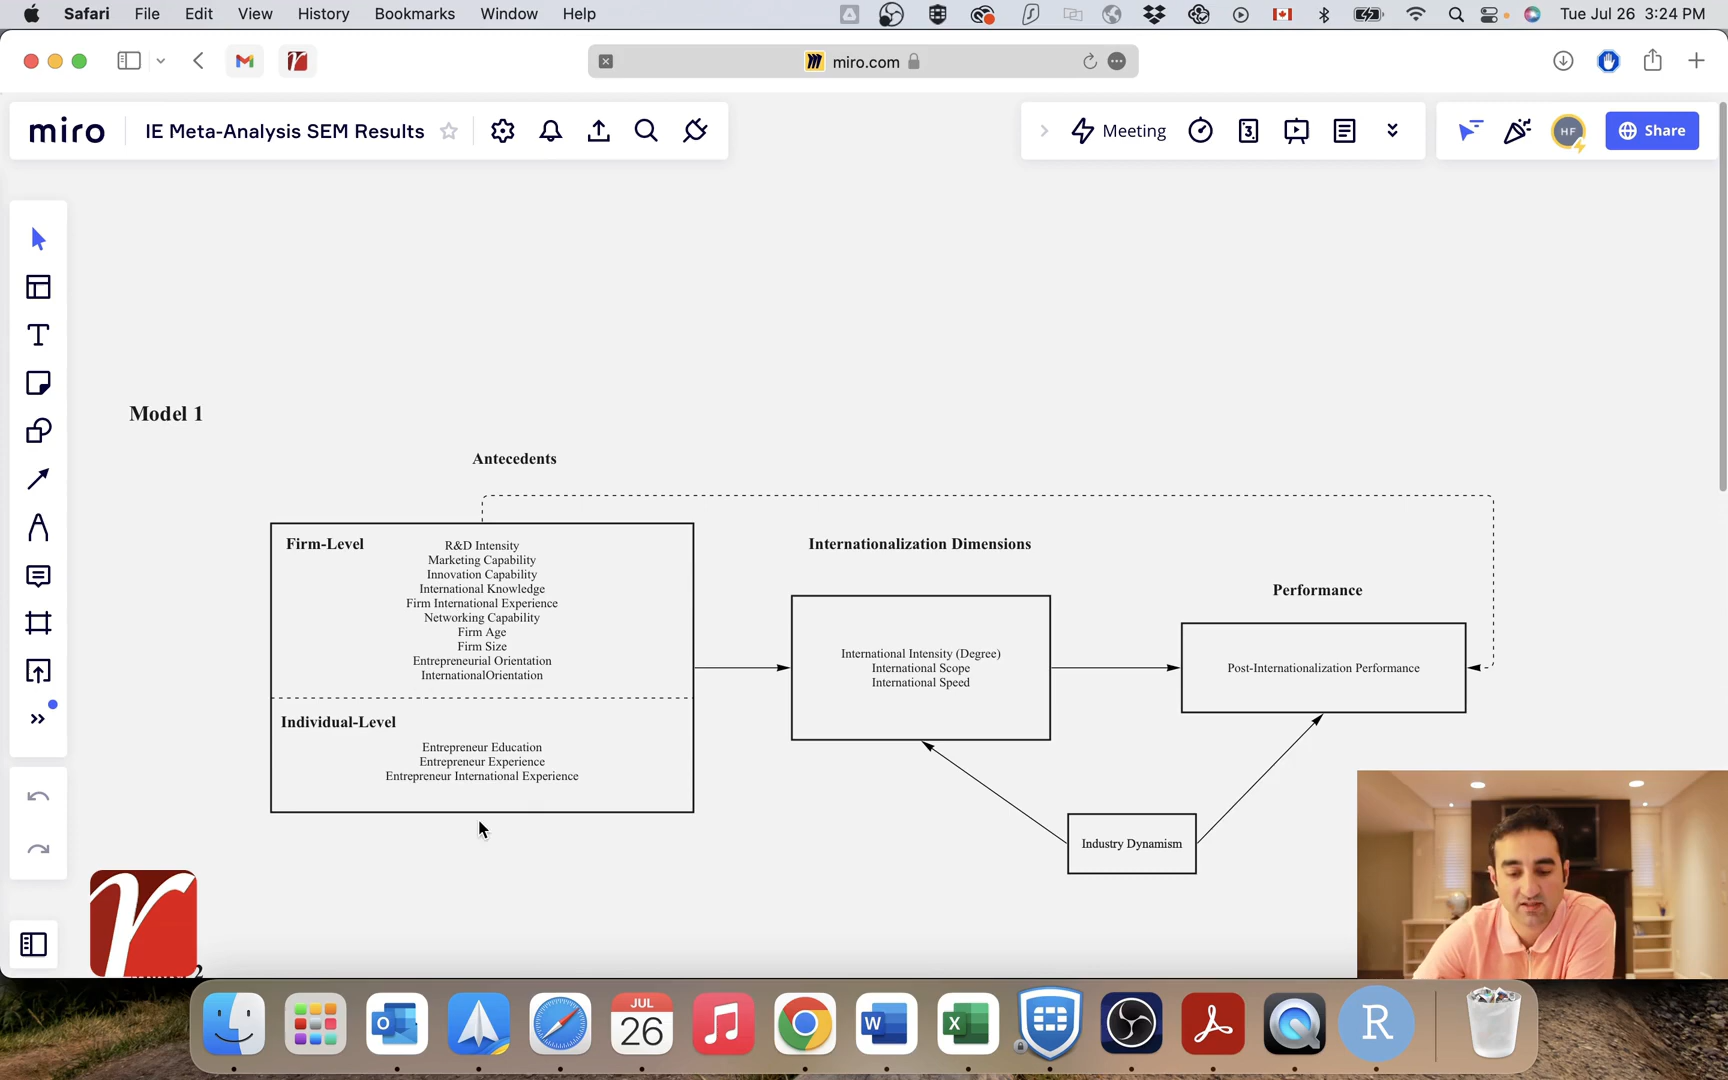 Safari File Edit View History Bookmarks Window Help Tue Jul 26 3:24 PM
miro.com
miro IE Meta-Analysis SEM Results 3 Meeting HF Share
Model 1
Antecedents
Firm-Level
R&D Intensity
Marketing Capability
Innovation Capability
International Knowledge
Firm International Experience
Networking Capability
Firm Age
Firm Size
Entrepreneurial Orientation
InternationalOrientation
Individual-Level
Entrepreneur Education
Entrepreneur Experience
Entrepreneur International Experience
Internationalization Dimensions
International Intensity (Degree)
International Scope
International Speed
Performance
Post-Internationalization Performance
Industry Dynamism
r
2
JUL
26
O
W
X
R